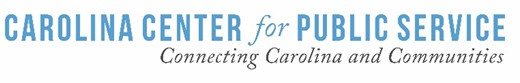 CAROLINA CENTER for PUBLIC SERVICE
Connecting Carolina and Communities